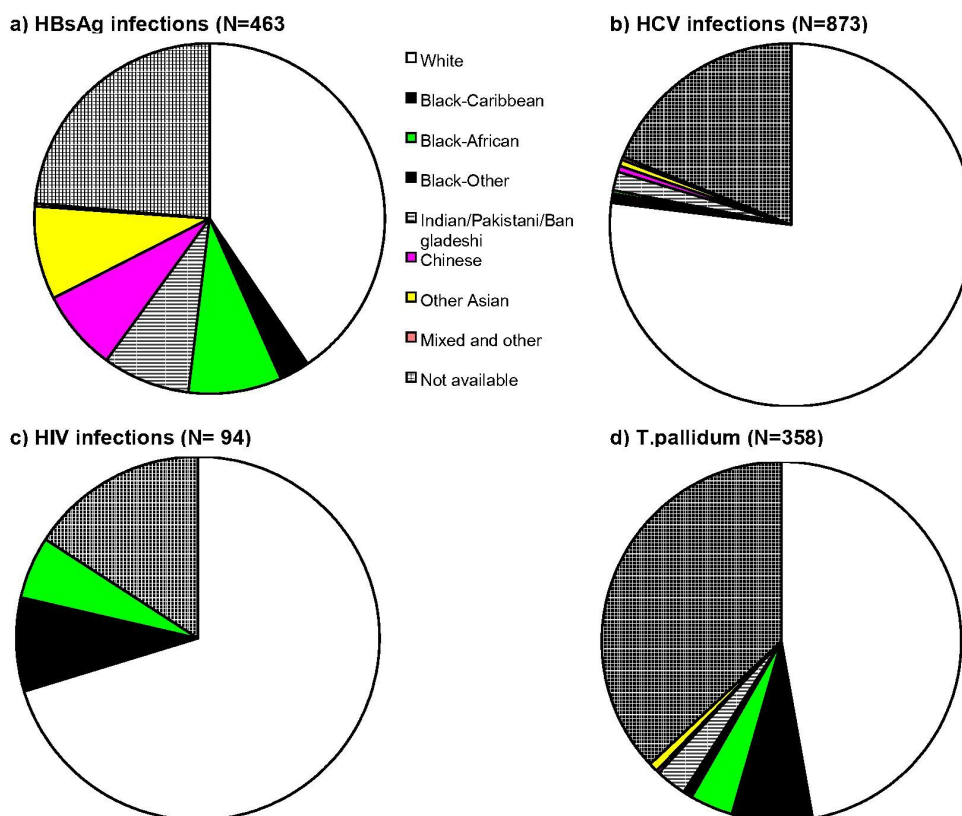 a) HBsAg infections (N=463
b) HCV infections (N=873)
White
Black-Caribbean
Black-African
Black-Other
Indian/Pakistani/Ban
gladeshi
Chinese
Other Asian
Mixed and other
Not available
c) HIV infections (N= 94)
d) T.pallidum (N=358)